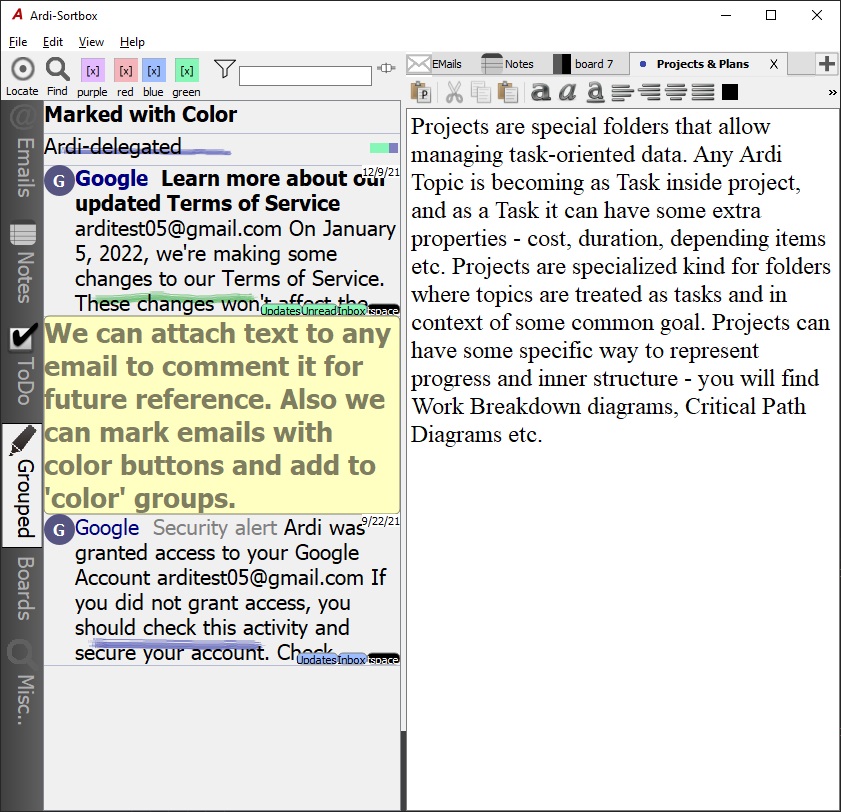 Ardi-Sortbox
File Edit View Help
Locate Find [x] purple [x] red [x] blue [x] green
EMails Notes board 7 Projects & Plans X
P a a a »
@ Emails
Notes
ToDo
Grouped
Boards
Misc..
Marked with Color
Ardi-delegated
12/9/21
G Google Learn more about our
updated Terms of Service
arditest05@gmail.com On January
5, 2022, we're making some
changes to our Terms of Service.
These changes won't affect the
Updates Unread Inbox tspace
We can attach text to any
email to comment it for
future reference. Also we
can mark emails with
color buttons and add to
'color' groups.
9/22/21
G Google Security alert Ardi was
granted access to your Google
Account arditest05@gmail.com If
you did not grant access, you
should check this activity and
secure your account. Check
Updates Inbox tspace
Projects are special folders that allow
managing task-oriented data. Any Ardi
Topic is becoming as Task inside project,
and as a Task it can have some extra
properties - cost, duration, depending items
etc. Projects are specialized kind for folders
where topics are treated as tasks and in
context of some common goal. Projects can
have some specific way to represent
progress and inner structure - you will find
Work Breakdown diagrams, Critical Path
Diagrams etc.